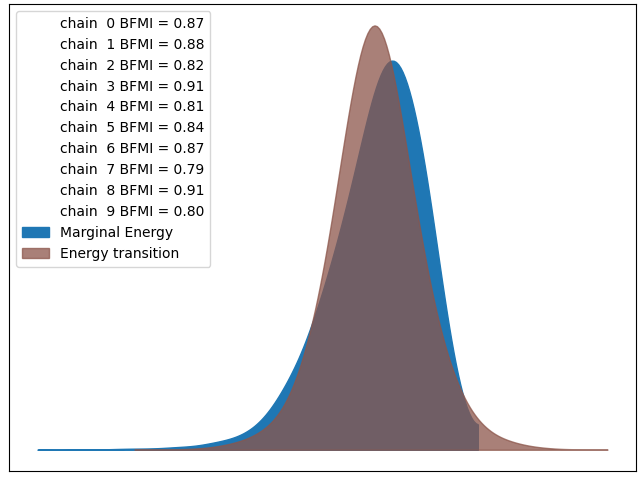 chain  0 BFMI = 0.87
chain  1 BFMI = 0.88
chain  2 BFMI = 0.82
chain  3 BFMI = 0.91
chain  4 BFMI = 0.81
chain  5 BFMI = 0.84
chain  6 BFMI = 0.87
chain  7 BFMI = 0.79
chain  8 BFMI = 0.91
chain  9 BFMI = 0.80
Marginal Energy
Energy transition